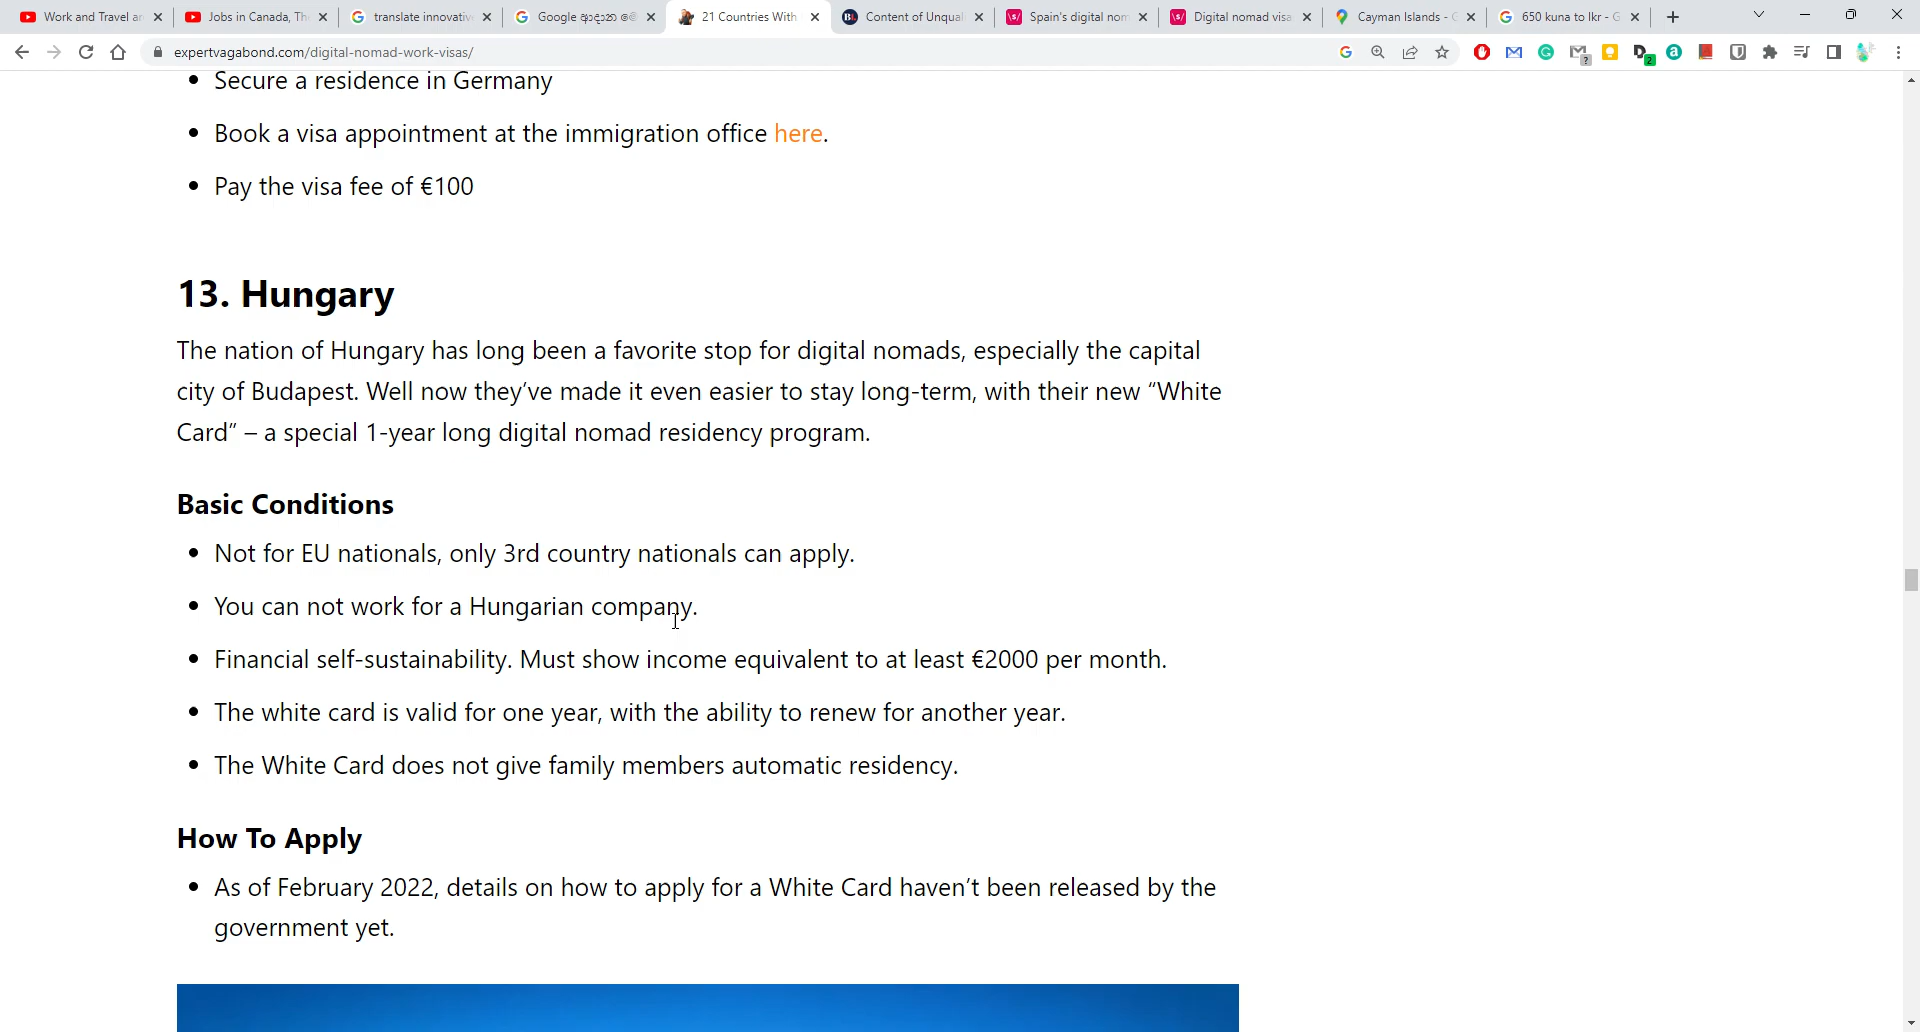 Work and Travel ar
Jobs in Canada, Th
translate innovativ
Google ආදානා මෙ
21 Countries With
Content of Unqual
Spain's digital nom
Digital nomad visa
Cayman Islands - G
650 kuna to lkr - G
expertvagabond.com/digital-nomad-work-visas/
?
2
• Secure a residence in Germany
• Book a visa appointment at the immigration office here.
• Pay the visa fee of €100
13. Hungary
The nation of Hungary has long been a favorite stop for digital nomads, especially the capital
city of Budapest. Well now they’ve made it even easier to stay long-term, with their new “White
Card” – a special 1-year long digital nomad residency program.
Basic Conditions
• Not for EU nationals, only 3rd country nationals can apply.
• You can not work for a Hungarian company.
• Financial self-sustainability. Must show income equivalent to at least €2000 per month.
• The white card is valid for one year, with the ability to renew for another year.
• The White Card does not give family members automatic residency.
How To Apply
• As of February 2022, details on how to apply for a White Card haven’t been released by the
government yet.